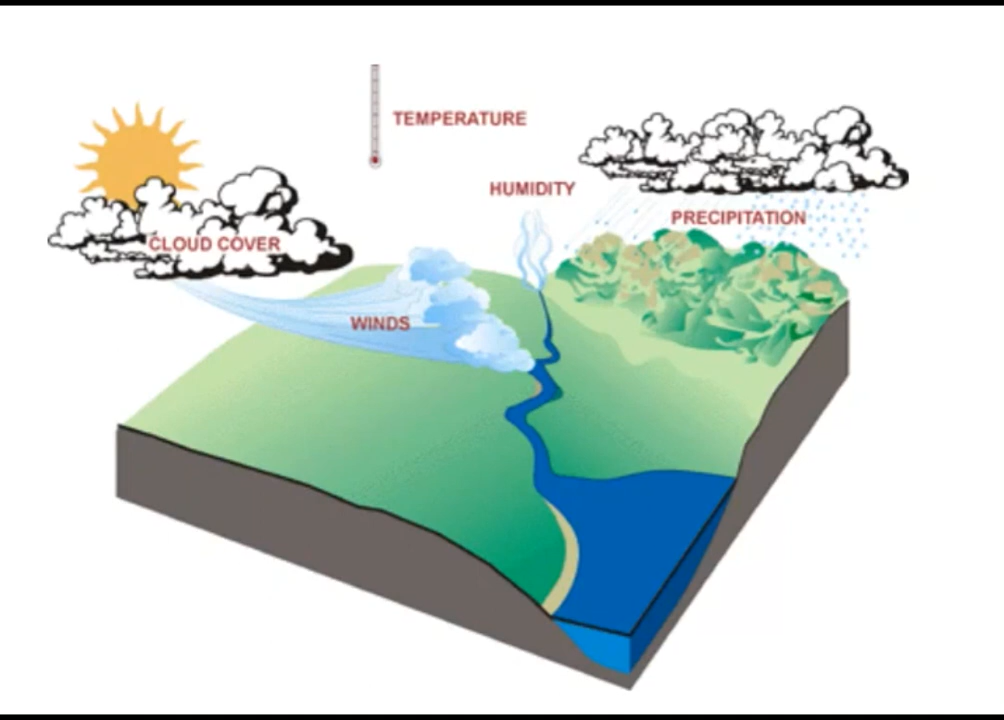 TEMPERATURE
HUMIDITY
PRECIPITATION
CLOUD COVER
WINDS